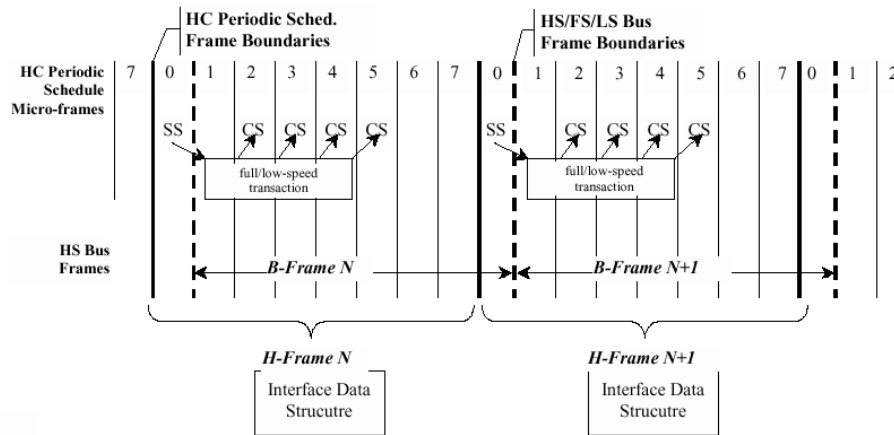 HC Periodic Sched.
Frame Boundaries
HS/FS/LS Bus
Frame Boundaries
HC Periodic
Schedule
Micro-frames
7 0 1 2 3 4 5 6 7 0 1 2 3 4 5 6 7 0 1 2
SS CS CS CS CS SS CS CS CS CS
full/low-speed
transaction
full/low-speed
transaction
HS Bus
Frames
B-Frame N B-Frame N+1
H-Frame N H-Frame N+1
Interface Data
Strucutre
Interface Data
Strucutre